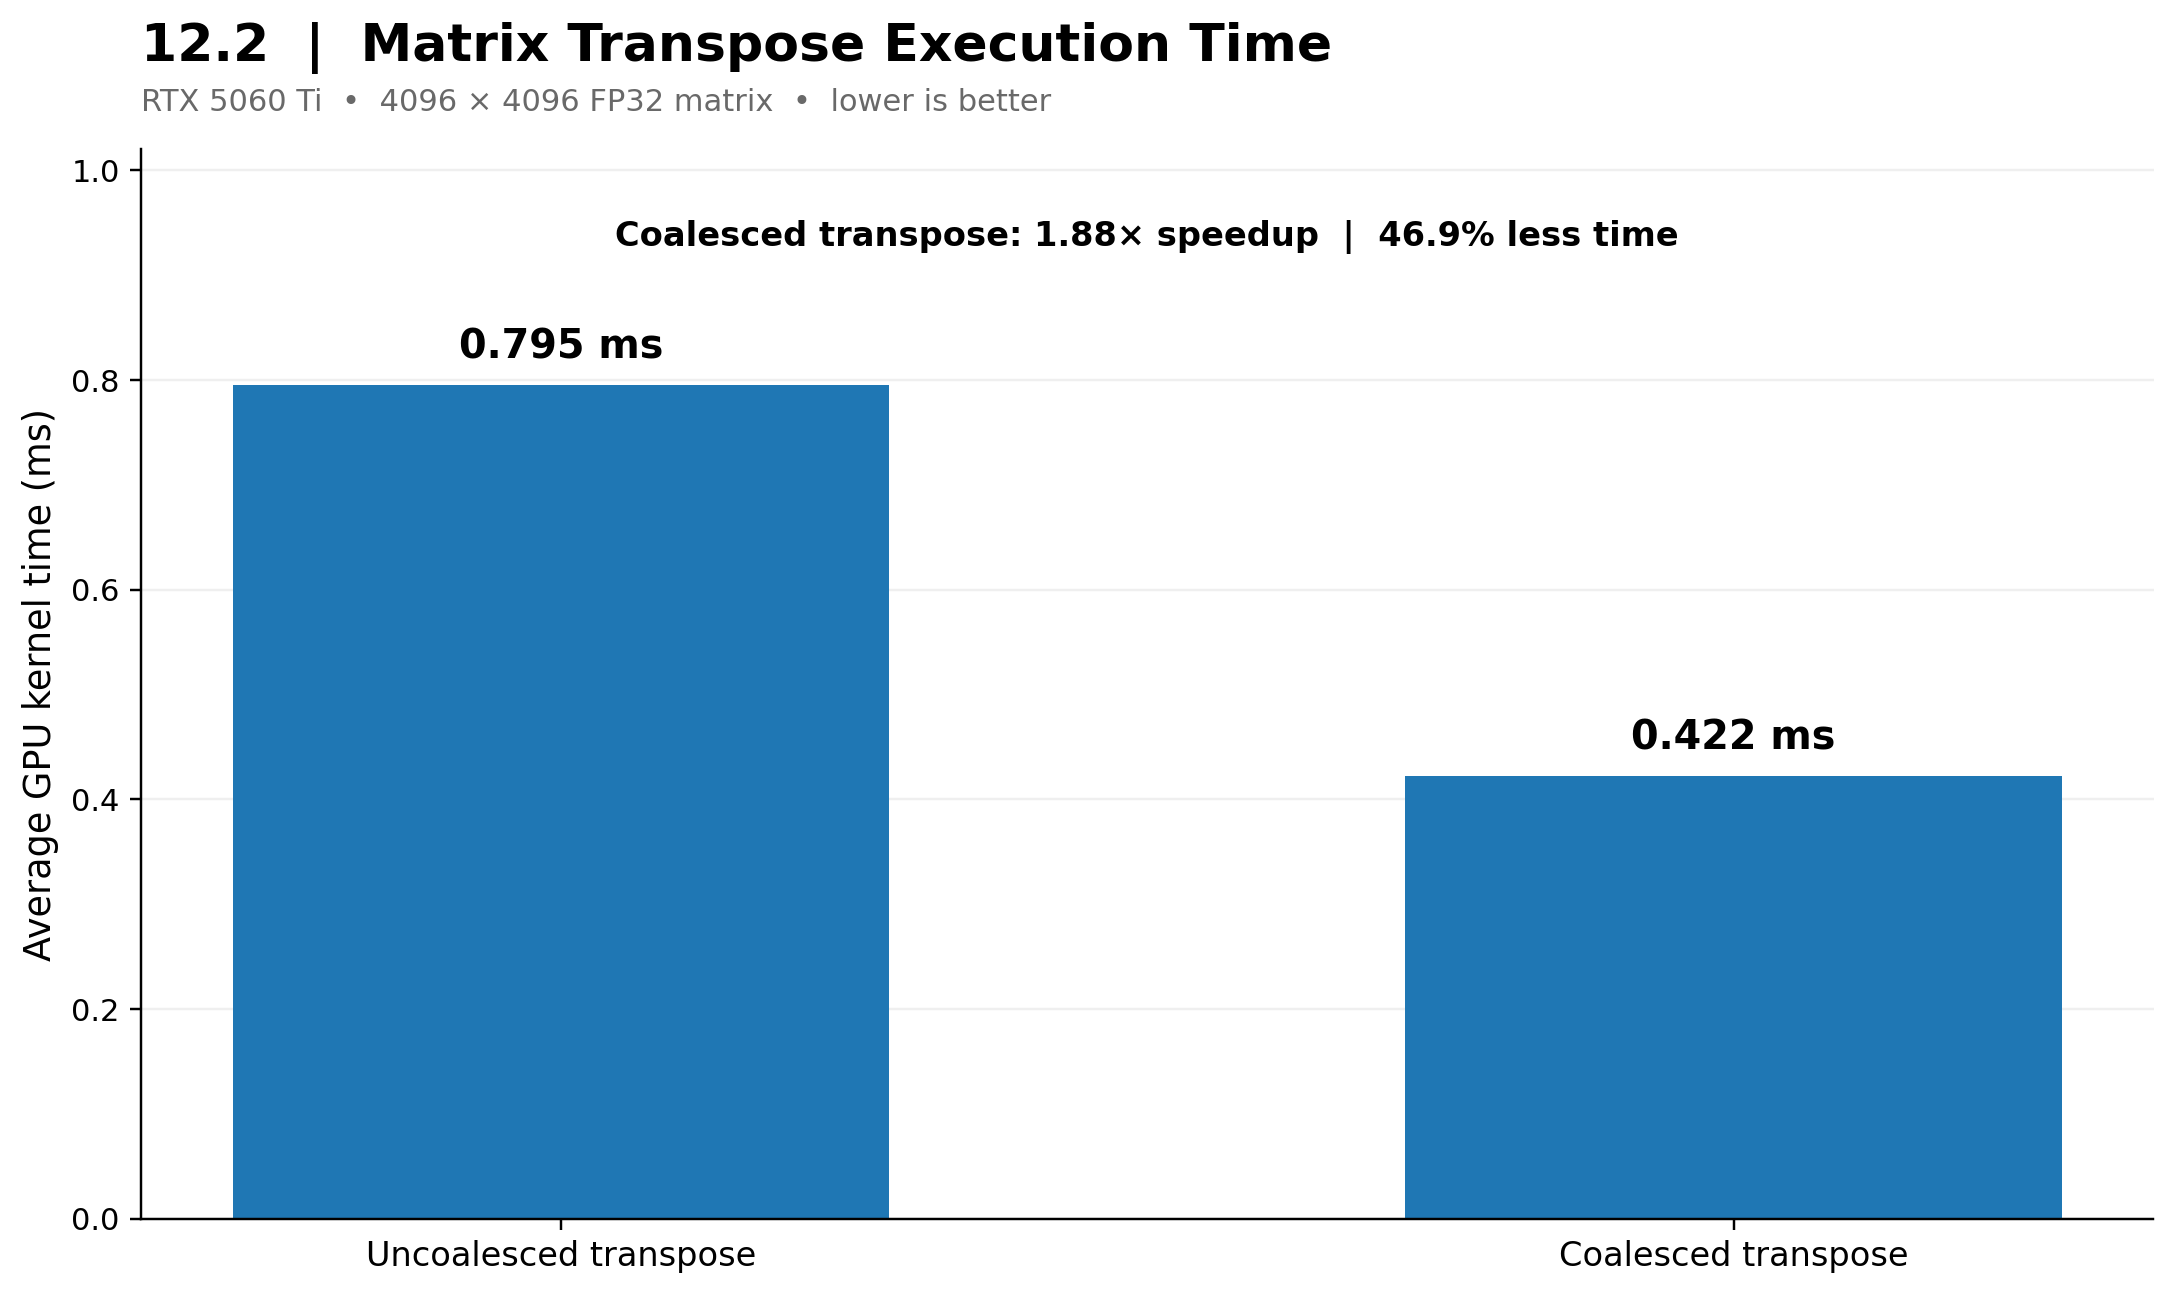 12.2 | Matrix Transpose Execution Time
RTX 5060 Ti • 4096 × 4096 FP32 matrix • lower is better
Average GPU kernel time (ms)
1.0
0.8
0.6
0.4
0.2
0.0
Coalesced transpose: 1.88× speedup | 46.9% less time
0.795 ms
0.422 ms
Uncoalesced transpose
Coalesced transpose